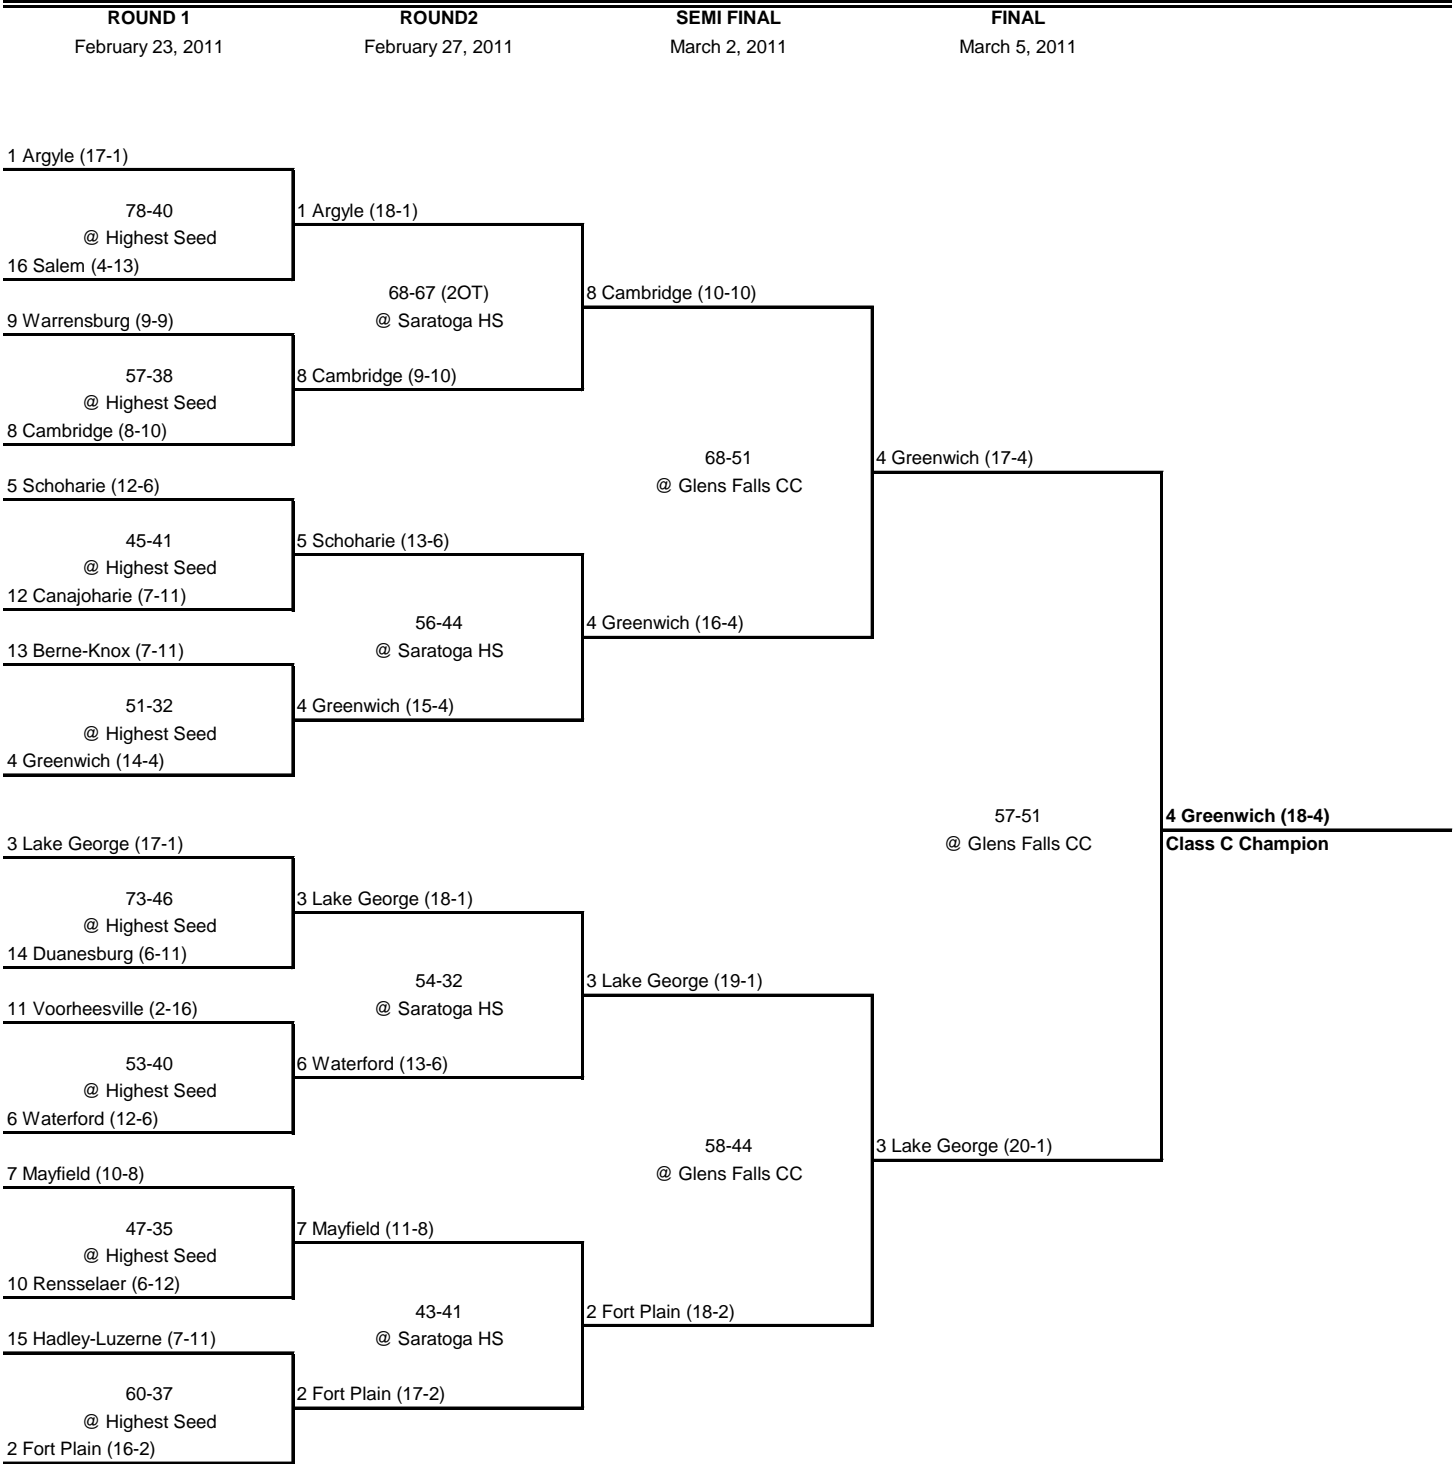 ROUND 1 ROUND2 SEMI FINAL FINAL
February 23, 2011 February 27, 2011 March 2, 2011 March 5, 2011
1 Argyle (17-1)
78-40
@ Highest Seed
16 Salem (4-13)
9 Warrensburg (9-9)
57-38
@ Highest Seed
8 Cambridge (8-10)
5 Schoharie (12-6)
45-41
@ Highest Seed
12 Canajoharie (7-11)
13 Berne-Knox (7-11)
51-32
@ Highest Seed
4 Greenwich (14-4)
3 Lake George (17-1)
73-46
@ Highest Seed
14 Duanesburg (6-11)
11 Voorheesville (2-16)
53-40
@ Highest Seed
6 Waterford (12-6)
7 Mayfield (10-8)
47-35
@ Highest Seed
10 Rensselaer (6-12)
15 Hadley-Luzerne (7-11)
60-37
@ Highest Seed
2 Fort Plain (16-2)
1 Argyle (18-1)
68-67 (2OT)
@ Saratoga HS
8 Cambridge (9-10)
5 Schoharie (13-6)
56-44
@ Saratoga HS
4 Greenwich (15-4)
3 Lake George (18-1)
54-32
@ Saratoga HS
6 Waterford (13-6)
7 Mayfield (11-8)
43-41
@ Saratoga HS
2 Fort Plain (17-2)
8 Cambridge (10-10)
68-51
@ Glens Falls CC
4 Greenwich (16-4)
3 Lake George (19-1)
58-44
@ Glens Falls CC
2 Fort Plain (18-2)
4 Greenwich (17-4)
57-51
@ Glens Falls CC
3 Lake George (20-1)
4 Greenwich (18-4)
Class C Champion